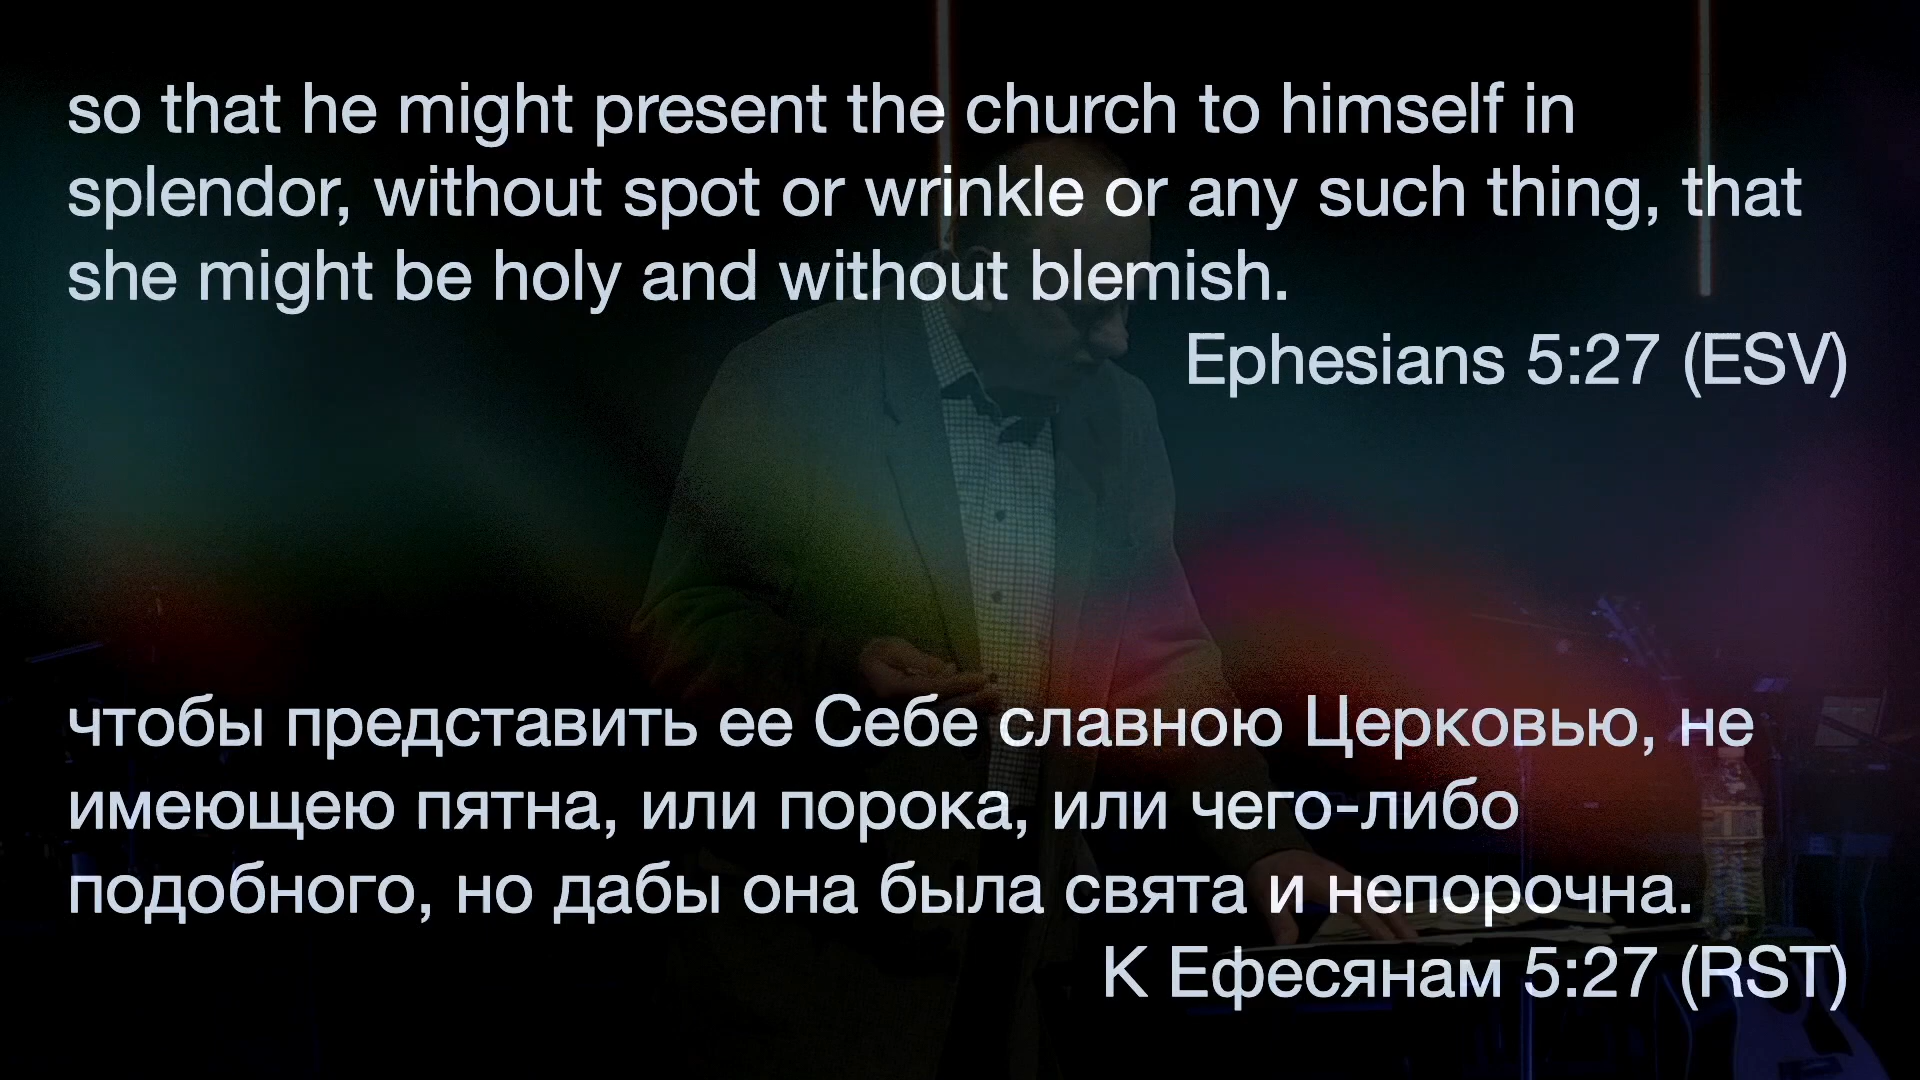 so that he might present the church to himself in
splendor, without spot or wrinkle or any such thing, that
she might be holy and without blemish.
Ephesians 5:27 (ESV)
чтобы представить ее Себе славною Церковью, не
имеющею пятна, или порока, или чего-либо
подобного, но дабы она была свята и непорочна.
К Ефесянам 5:27 (RST)